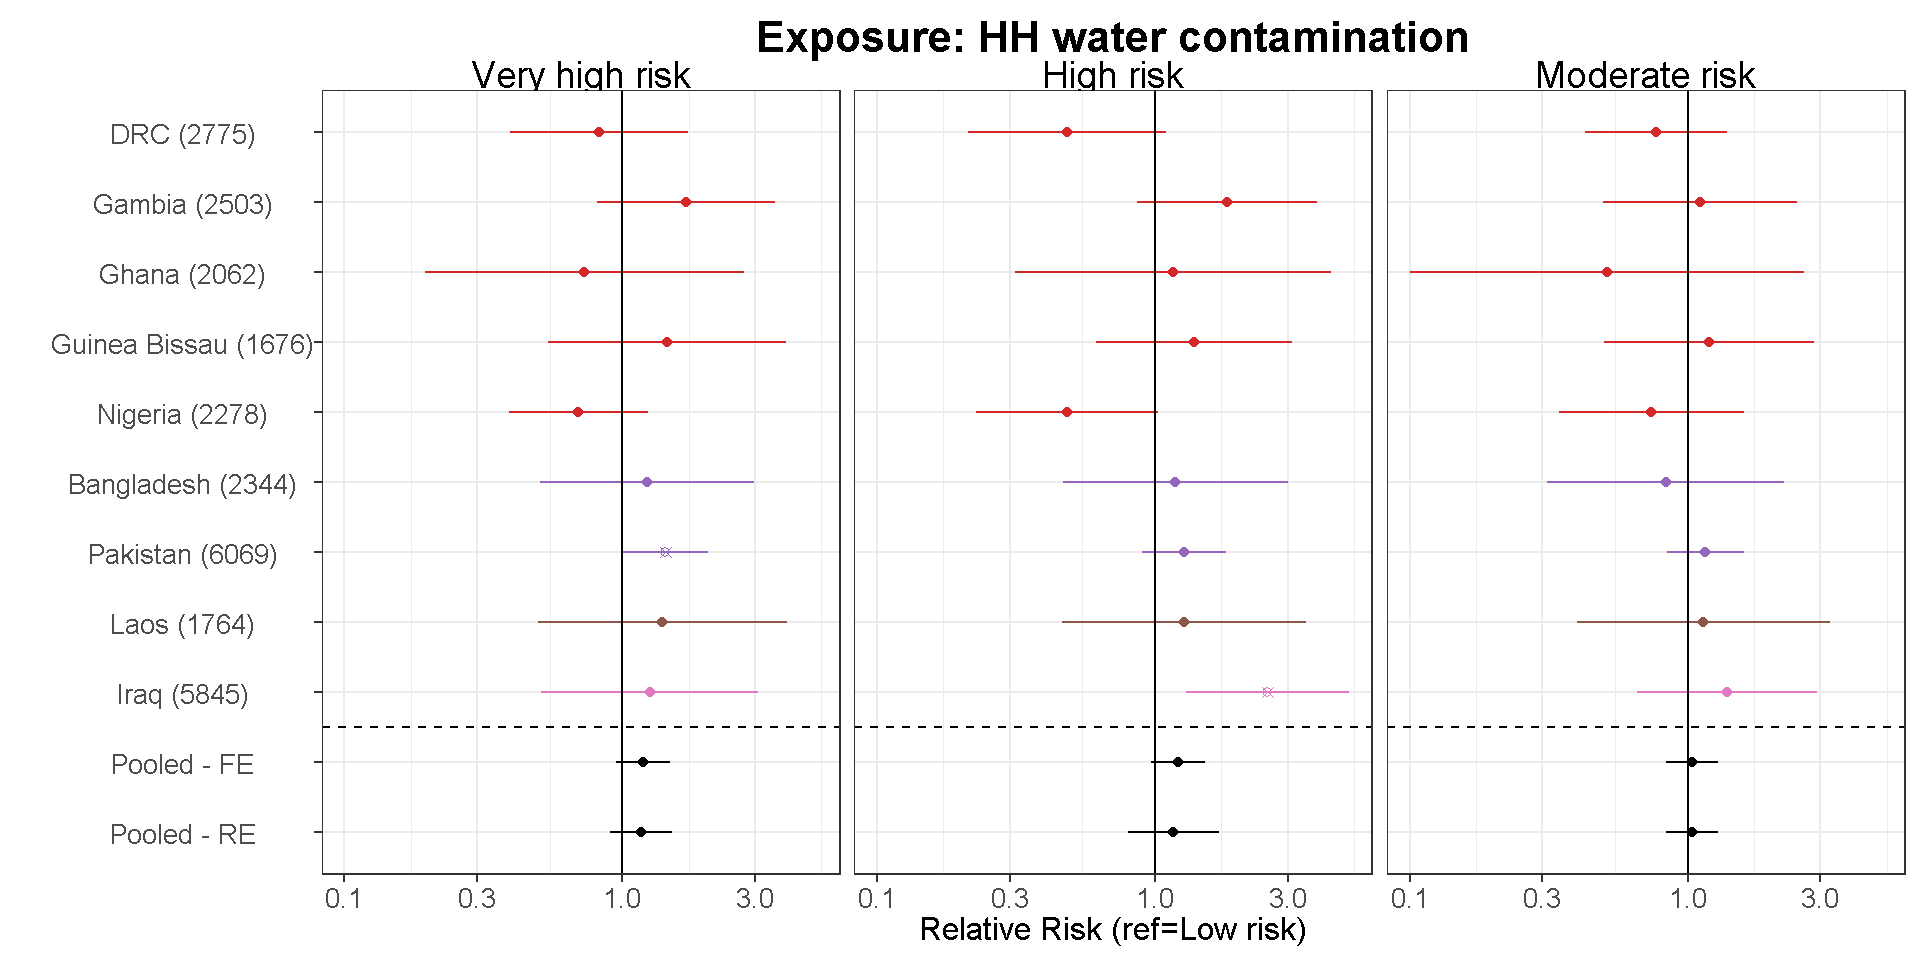 Exposure: HH water contamination
Very high risk
High risk
Moderate risk
DRC (2775)
Gambia (2503)
Ghana (2062)
Guinea Bissau (1676)
Nigeria (2278)
Bangladesh (2344)
Pakistan (6069)
Laos (1764)
Iraq (5845)
Pooled - FE
Pooled - RE
0.1 0.3 1.0 3.0 0.1 0.3 1.0 3.0 0.1 0.3 1.0 3.0
Relative Risk (ref=Low risk)